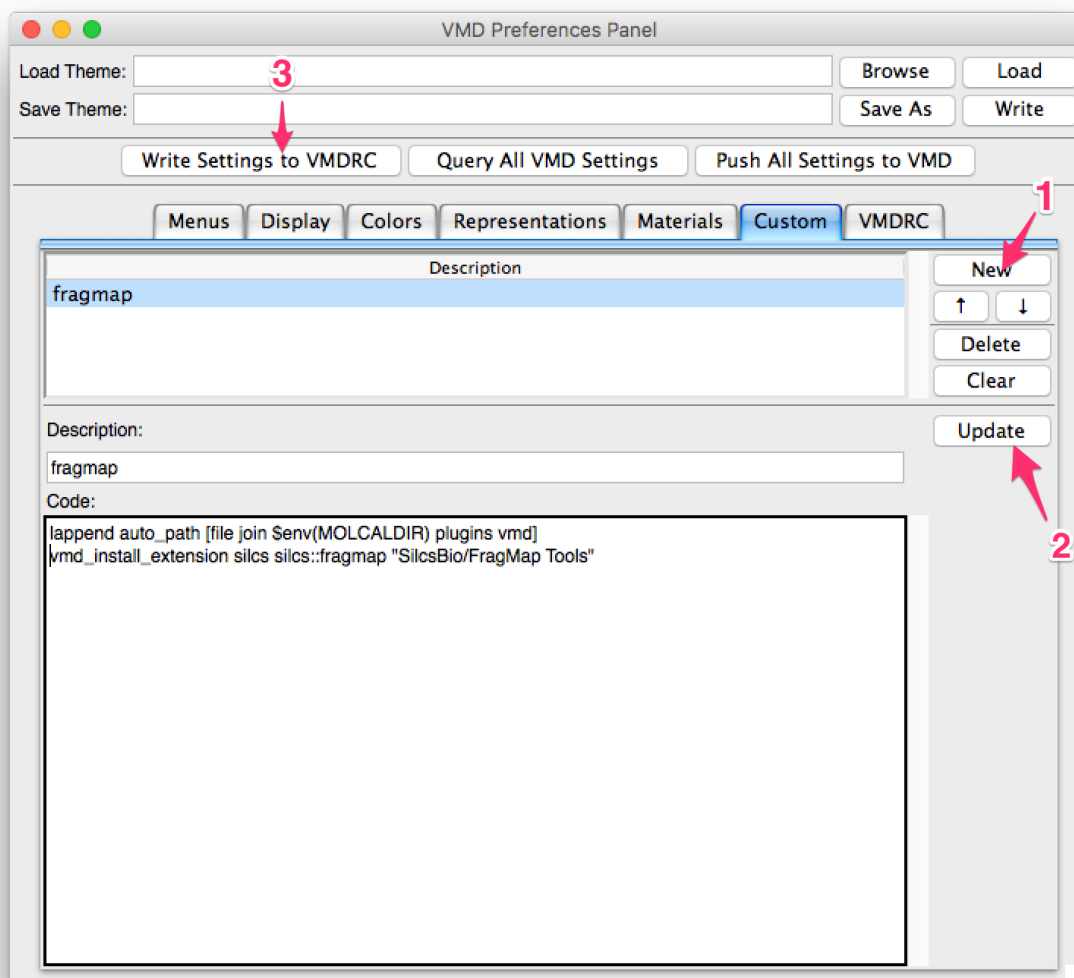 VMD Preferences Panel
Load Theme: Browse Load
3
Save Theme: Save As Write
Write Settings to VMDRC Query All VMD Settings Push All Settings to VMD
1
Menus Display Colors Representations Materials Custom VMDRC
Description New
fragmap
↑ ↓
Delete
Clear
Description: Update
fragmap
Code:
lappend auto_path [file join $env(MOLCALDIR) plugins vmd]
vmd_install_extension silcs silcs::fragmap "SilcsBio/FragMap Tools"
2